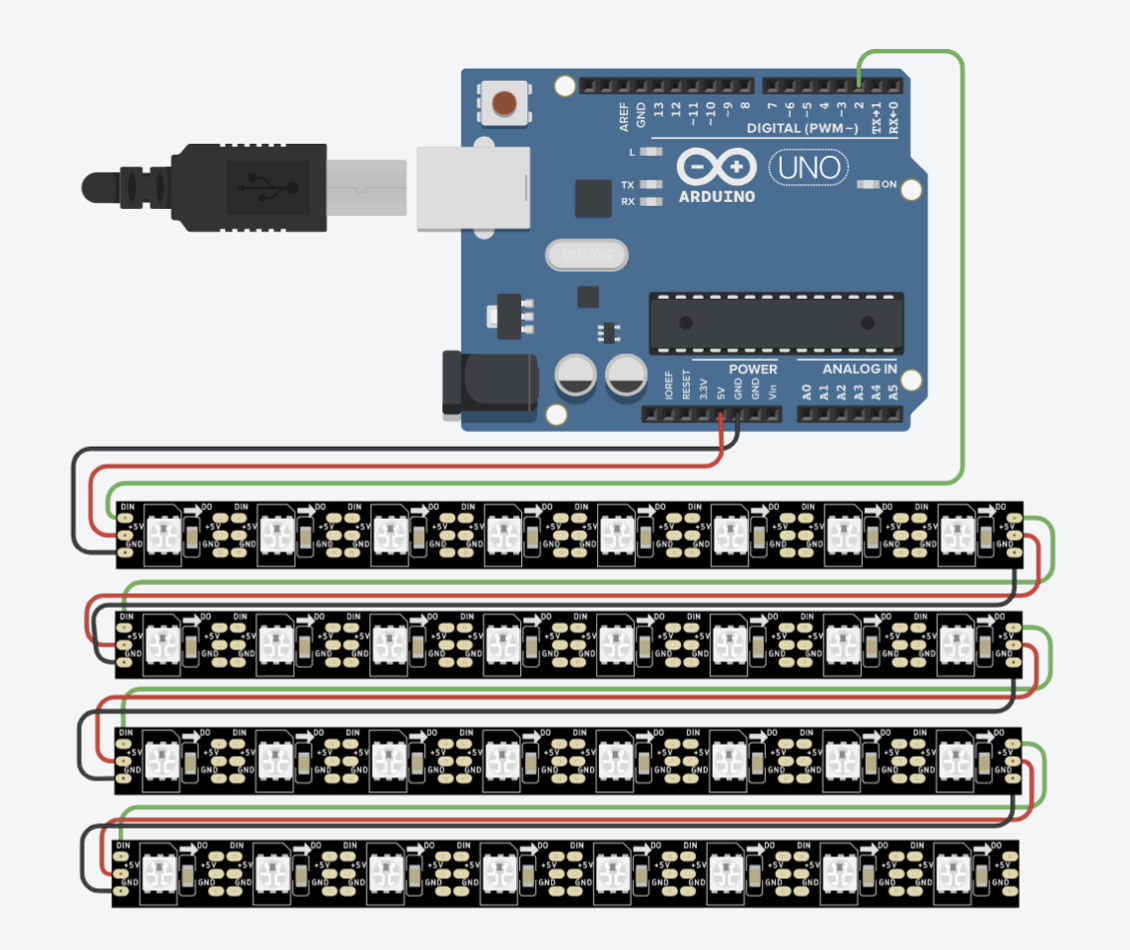 AREF GND 13 12 ~11 ~10 ~9 8 7 ~6 ~5 4 ~3 2 TX→1 RX←0
DIGITAL (PWM~)
L
TX
RX
UNO
ON
ARDUINO
POWER
ANALOG IN
IOREF RESET 3.3V 5V GND GND Vin A0 A1 A2 A3 A4 A5
DIN DO DIN DO DIN DO DIN DO DIN DO DIN DO DIN DO DIN DO
+5V +5V +5V +5V +5V +5V +5V +5V +5V
GND GND GND GND GND GND GND GND GND
DIN DO DIN DO DIN DO DIN DO DIN DO DIN DO DIN DO DIN DO
+5V +5V +5V +5V +5V +5V +5V +5V +5V
GND GND GND GND GND GND GND GND GND
DIN DO DIN DO DIN DO DIN DO DIN DO DIN DO DIN DO DIN DO
+5V +5V +5V +5V +5V +5V +5V +5V +5V
GND GND GND GND GND GND GND GND GND
DIN DO DIN DO DIN DO DIN DO DIN DO DIN DO DIN DO DIN DO
+5V +5V +5V +5V +5V +5V +5V +5V +5V
GND GND GND GND GND GND GND GND GND